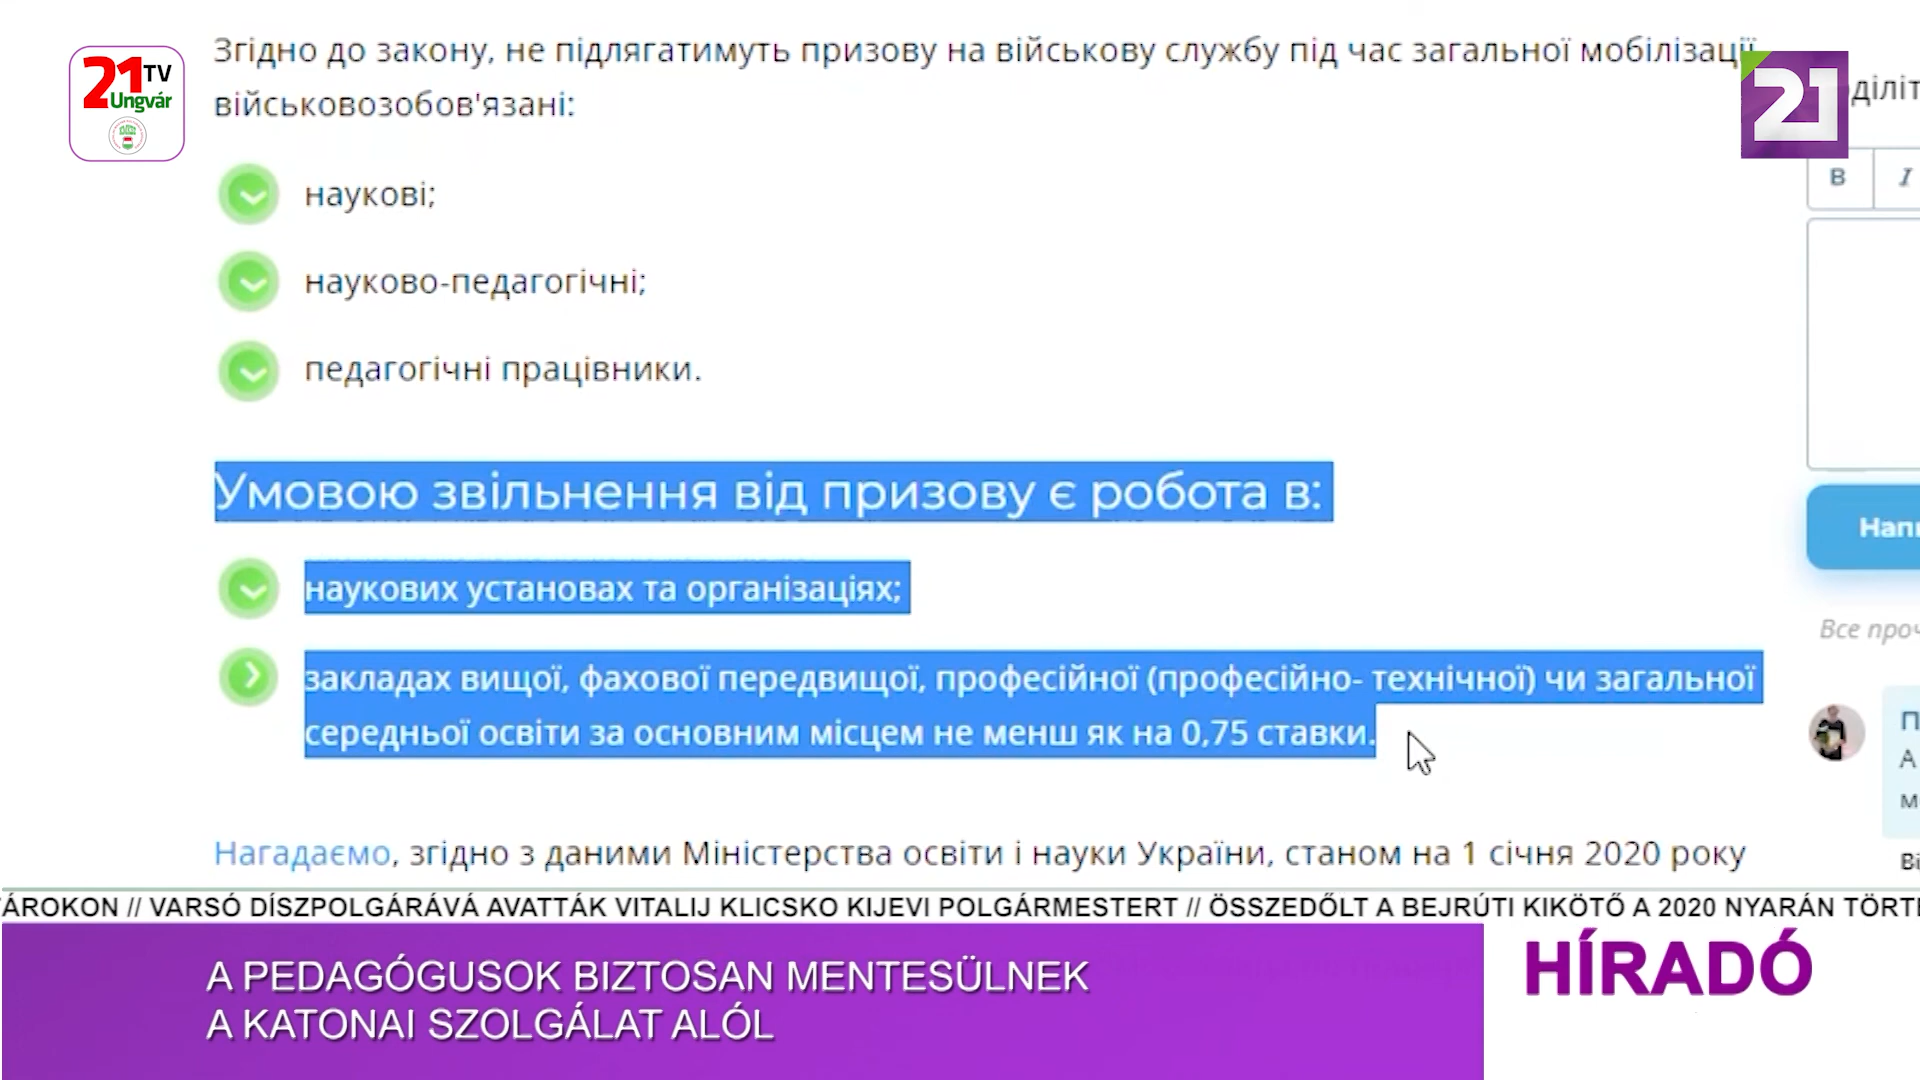 Згідно до закону, не підлягатимуть призову на військову службу під час загальної мобілізації
військовозобов'язані:
21 TV
Ungvár
21
B I
наукові;
науково-педагогічні;
педагогічні працівники.
Умовою звільнення від призову є робота в:
наукових установах та організаціях;
закладах вищої, фахової передвищої, професійної (професійно- технічної) чи загальної
середньої освіти за основним місцем не менш як на 0,75 ставки.
Все
Нагадаємо, згідно з даними Міністерства освіти і науки України, станом на 1 січня 2020 року
// VARSÓ DÍSZPOLGÁRÁVÁ AVATTÁK VITALIJ KLICSKO KIJEVI POLGÁRMESTERT // ÖSSZEDŐLT A BEJRÚTI KIKÖTŐ A 2020 NYARÁN
A PEDAGÓGUSOK BIZTOSAN MENTESÜLNEK
A KATONAI SZOLGÁLAT ALÓL
HÍRADÓ